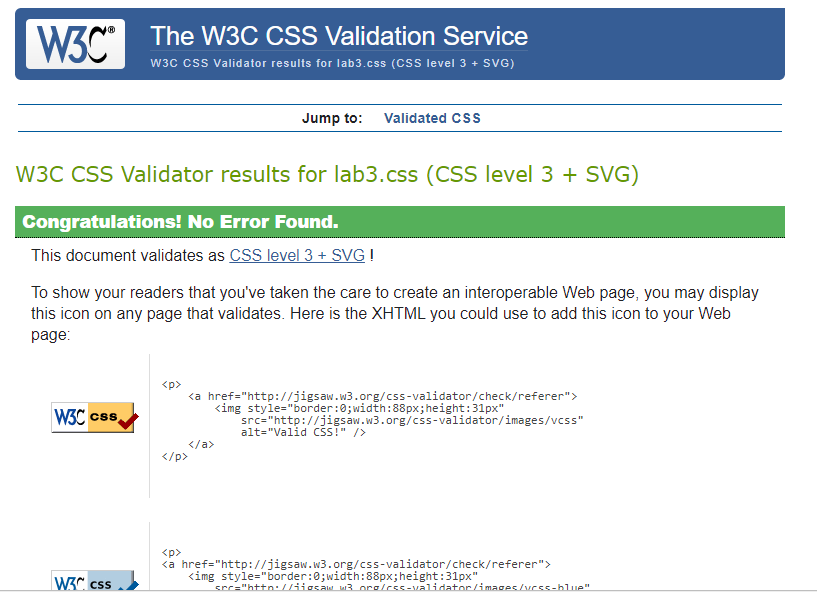 W3C®
The W3C CSS Validation Service
W3C CSS Validator results for lab3.css (CSS level 3 + SVG)
Jump to: Validated CSS
W3C CSS Validator results for lab3.css (CSS level 3 + SVG)
Congratulations! No Error Found.
This document validates as CSS level 3 + SVG !
To show your readers that you've taken the care to create an interoperable Web page, you may display
this icon on any page that validates. Here is the XHTML you could use to add this icon to your Web
page:
W3C css
<p>
<a href="http://jigsaw.w3.org/css-validator/check/referer">
<img style="border:0;width:88px;height:31px"
src="http://jigsaw.w3.org/css-validator/images/vcss"
alt="Valid CSS!" />
</a>
</p>
W3C css
<p>
<a href="http://jigsaw.w3.org/css-validator/check/referer">
<img style="border:0;width:88px;height:31px"
src="http://jigsaw.w3.org/css-validator/images/vcss-blue"